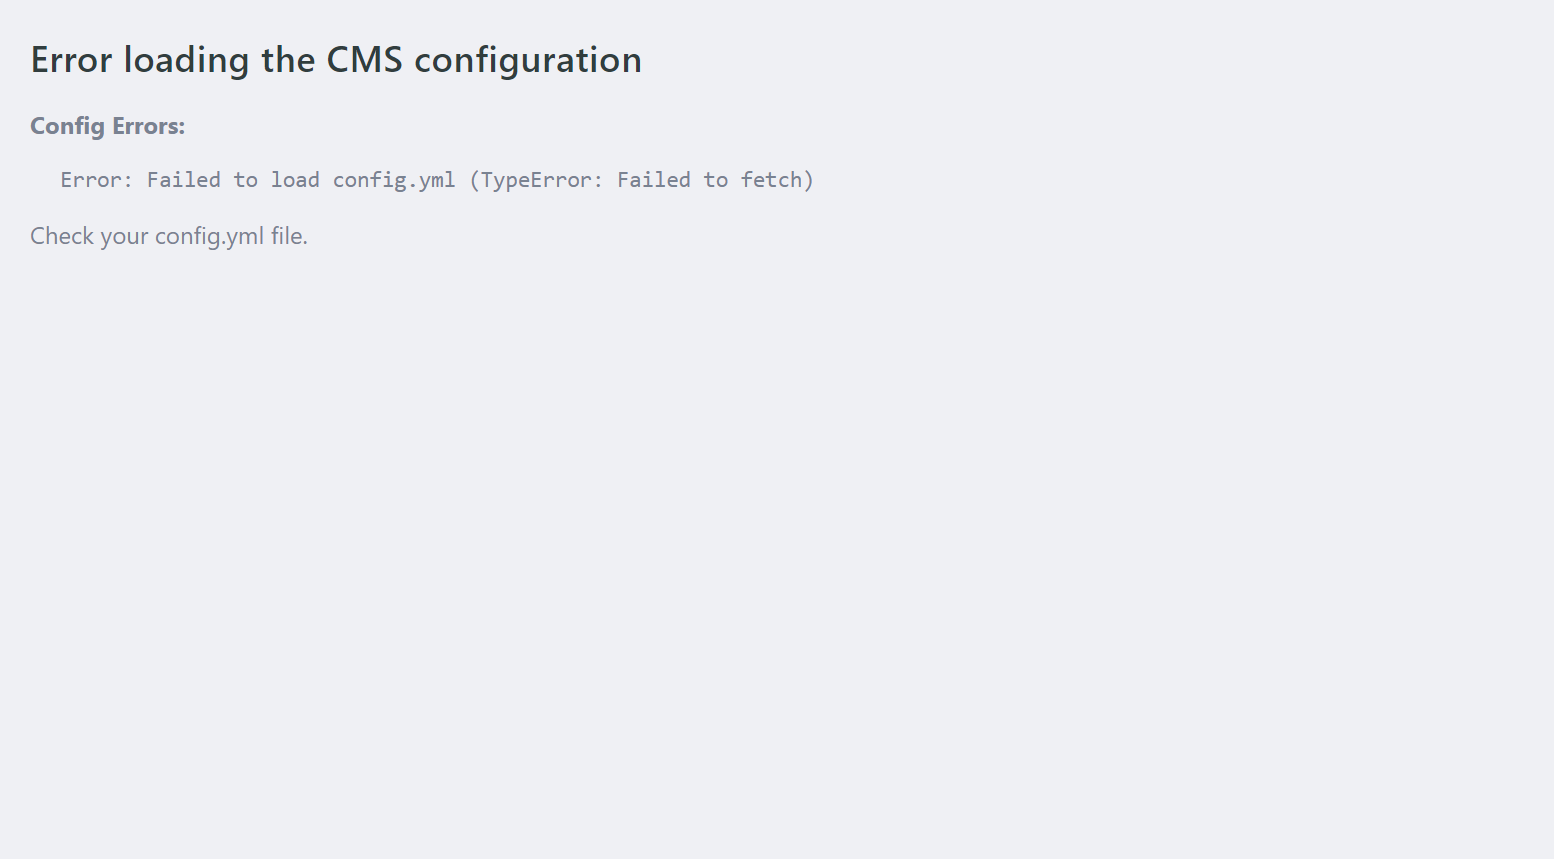 Error loading the CMS configuration
Config Errors:
Error: Failed to load config.yml (TypeError: Failed to fetch)
Check your config.yml file.